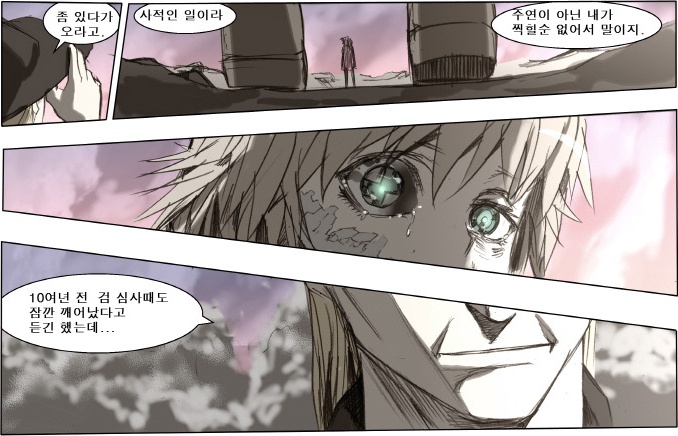 좀 있다가
오라고.
사적인 일이라
주연이 아닌 내가
찍힐순 없어서 말이지.
10여년 전 검 심사때도
잠깐 깨어났다고
듣긴 했는데...